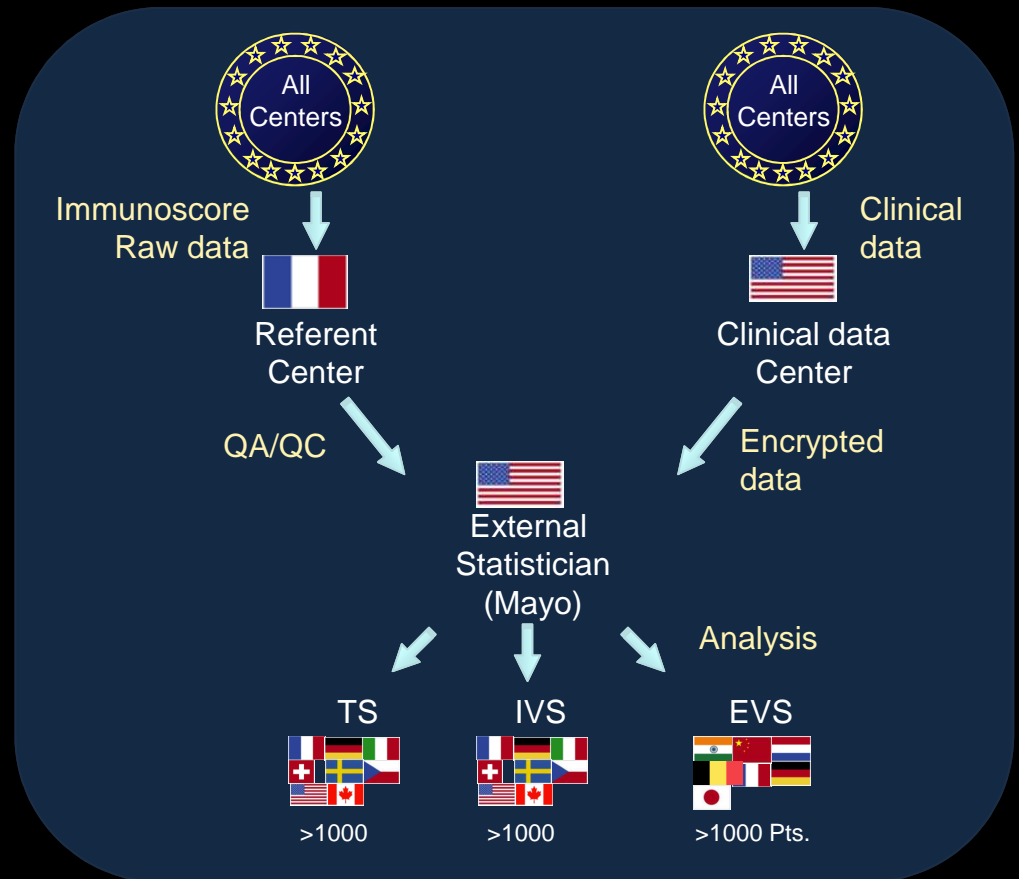 All
Centers
All
Centers
Immunoscore
Raw data
Clinical
data
Referent
Center
Clinical data
Center
QA/QC
Encrypted
data
External
Statistician
(Mayo)
Analysis
TS
IVS
EVS
>1000
>1000
>1000 Pts.